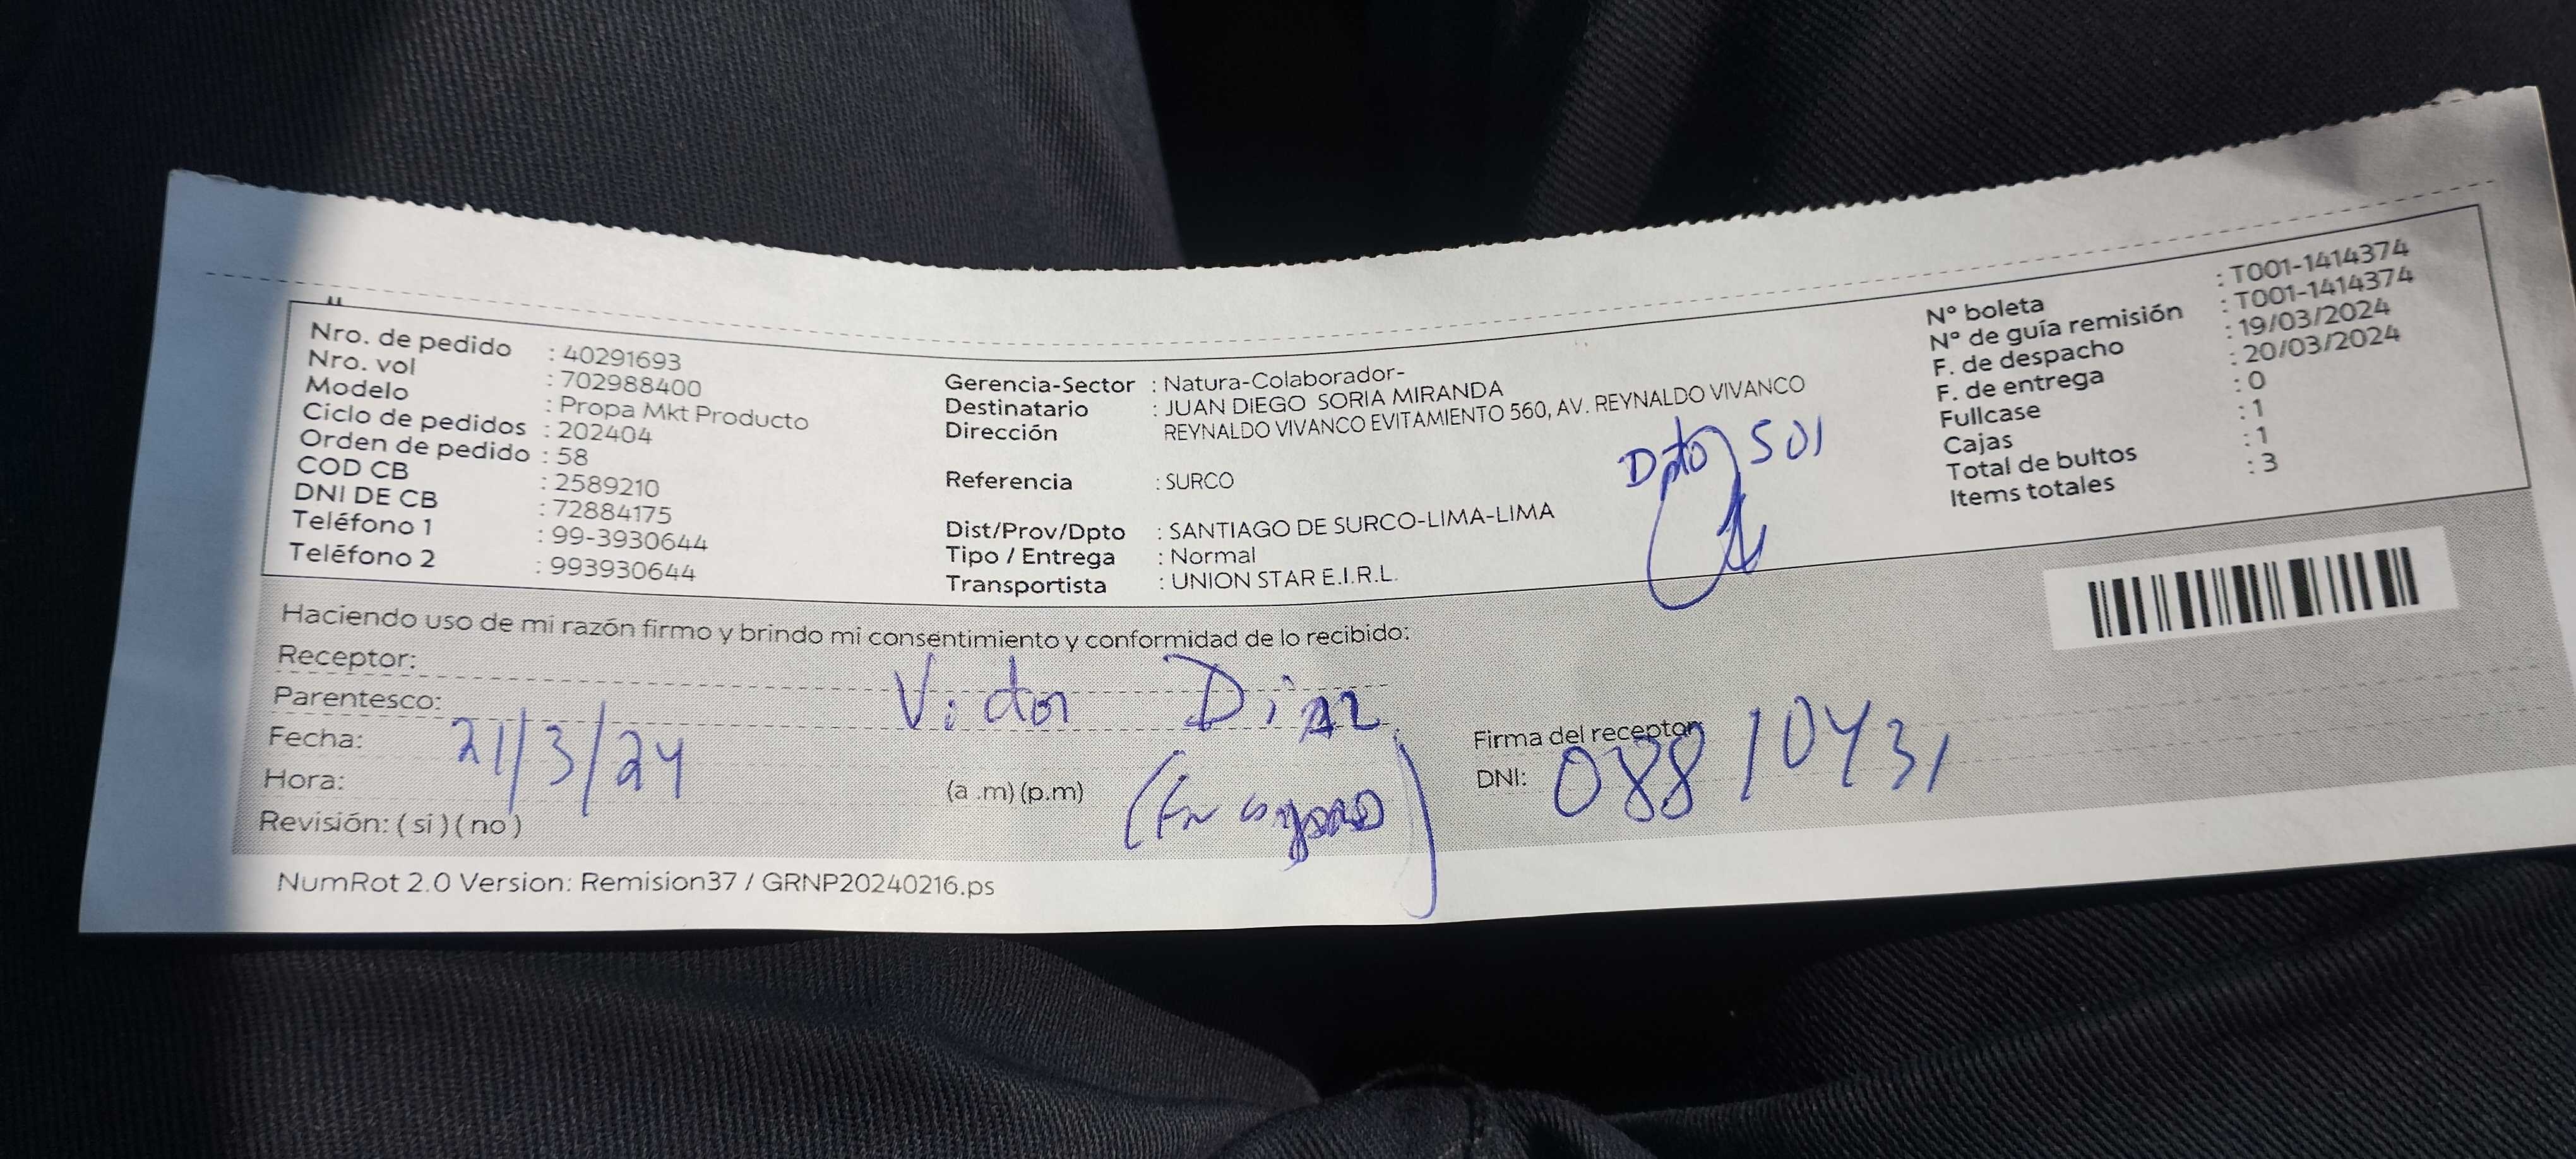 Nro. de pedido : 40291693
Nro. vol : 702988400
Modelo : Propa Mkt Producto
Ciclo de pedidos : 202404
Orden de pedido : 58
COD CB : 2589210
DNI DE CB : 72884175
Teléfono 1 : 99-3930644
Teléfono 2 : 993930644
Gerencia-Sector : Natura-Colaborador-
Destinatario : JUAN DIEGO SORIA MIRANDA
Dirección REYNALDO VIVANCO EVITAMIENTO 560, AV. REYNALDO VIVANCO
Dpto 501
Referencia : SURCO
Dist/Prov/Dpto : SANTIAGO DE SURCO-LIMA-LIMA
Tipo / Entrega : Normal
Transportista : UNION STAR E.I.R.L.
N° boleta : T001-1414374
N° de guía remisión : T001-1414374
F. de despacho : 19/03/2024
F. de entrega : 20/03/2024
Fullcase : 0
Cajas : 1
Total de bultos : 1
Items totales : 3
Haciendo uso de mi razón firmo y brindo mi consentimiento y conformidad de lo recibido:
Receptor:
Parentesco: Victor Diaz
Fecha: 21/3/24
Firma del receptor
Hora: (a .m) (p.m)
DNI: 08810431
Revisión: ( si ) ( no )
NumRot 2.0 Version: Remision37 / GRNP20240216.ps